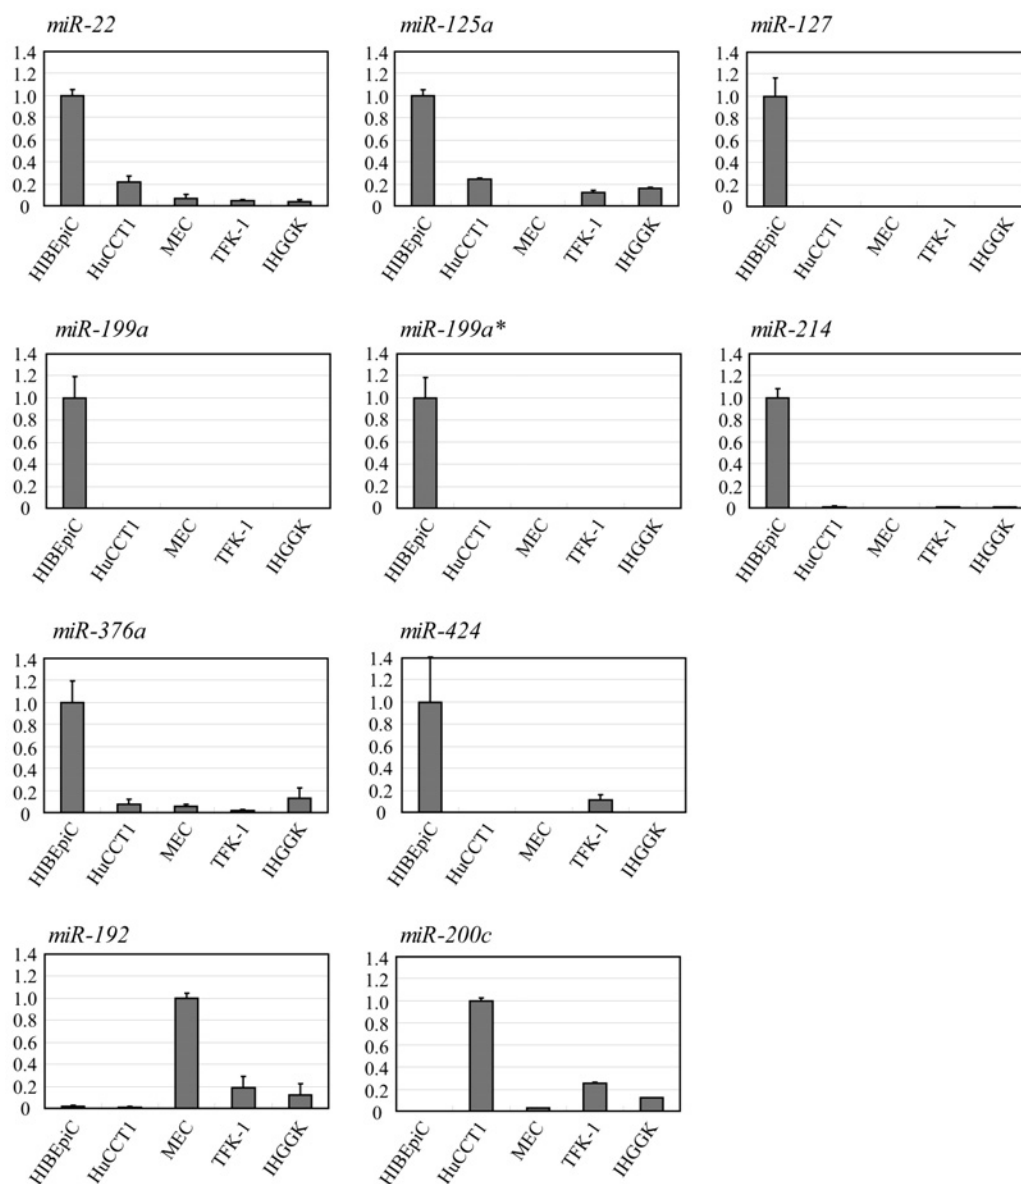 miR-22
1.4
1.2
1.0
0.8
0.6
0.4
0.2
0
HIBEpiC
HuCCT1
MEC
TFK-1
IHGGK
miR-125a
1.4
1.2
1.0
0.8
0.6
0.4
0.2
0
HIBEpiC
HuCCT1
MEC
TFK-1
IHGGK
miR-127
1.4
1.2
1.0
0.8
0.6
0.4
0.2
0
HIBEpiC
HuCCT1
MEC
TFK-1
IHGGK
miR-199a
1.4
1.2
1.0
0.8
0.6
0.4
0.2
0
HIBEpiC
HuCCT1
MEC
TFK-1
IHGGK
miR-199a*
1.4
1.2
1.0
0.8
0.6
0.4
0.2
0
HIBEpiC
HuCCT1
MEC
TFK-1
IHGGK
miR-214
1.4
1.2
1.0
0.8
0.6
0.4
0.2
0
HIBEpiC
HuCCT1
MEC
TFK-1
IHGGK
miR-376a
1.4
1.2
1.0
0.8
0.6
0.4
0.2
0
HIBEpiC
HuCCT1
MEC
TFK-1
IHGGK
miR-424
1.4
1.2
1.0
0.8
0.6
0.4
0.2
0
HIBEpiC
HuCCT1
MEC
TFK-1
IHGGK
miR-192
1.4
1.2
1.0
0.8
0.6
0.4
0.2
0
HIBEpiC
HuCCT1
MEC
TFK-1
IHGGK
miR-200c
1.4
1.2
1.0
0.8
0.6
0.4
0.2
0
HIBEpiC
HuCCT1
MEC
TFK-1
IHGGK